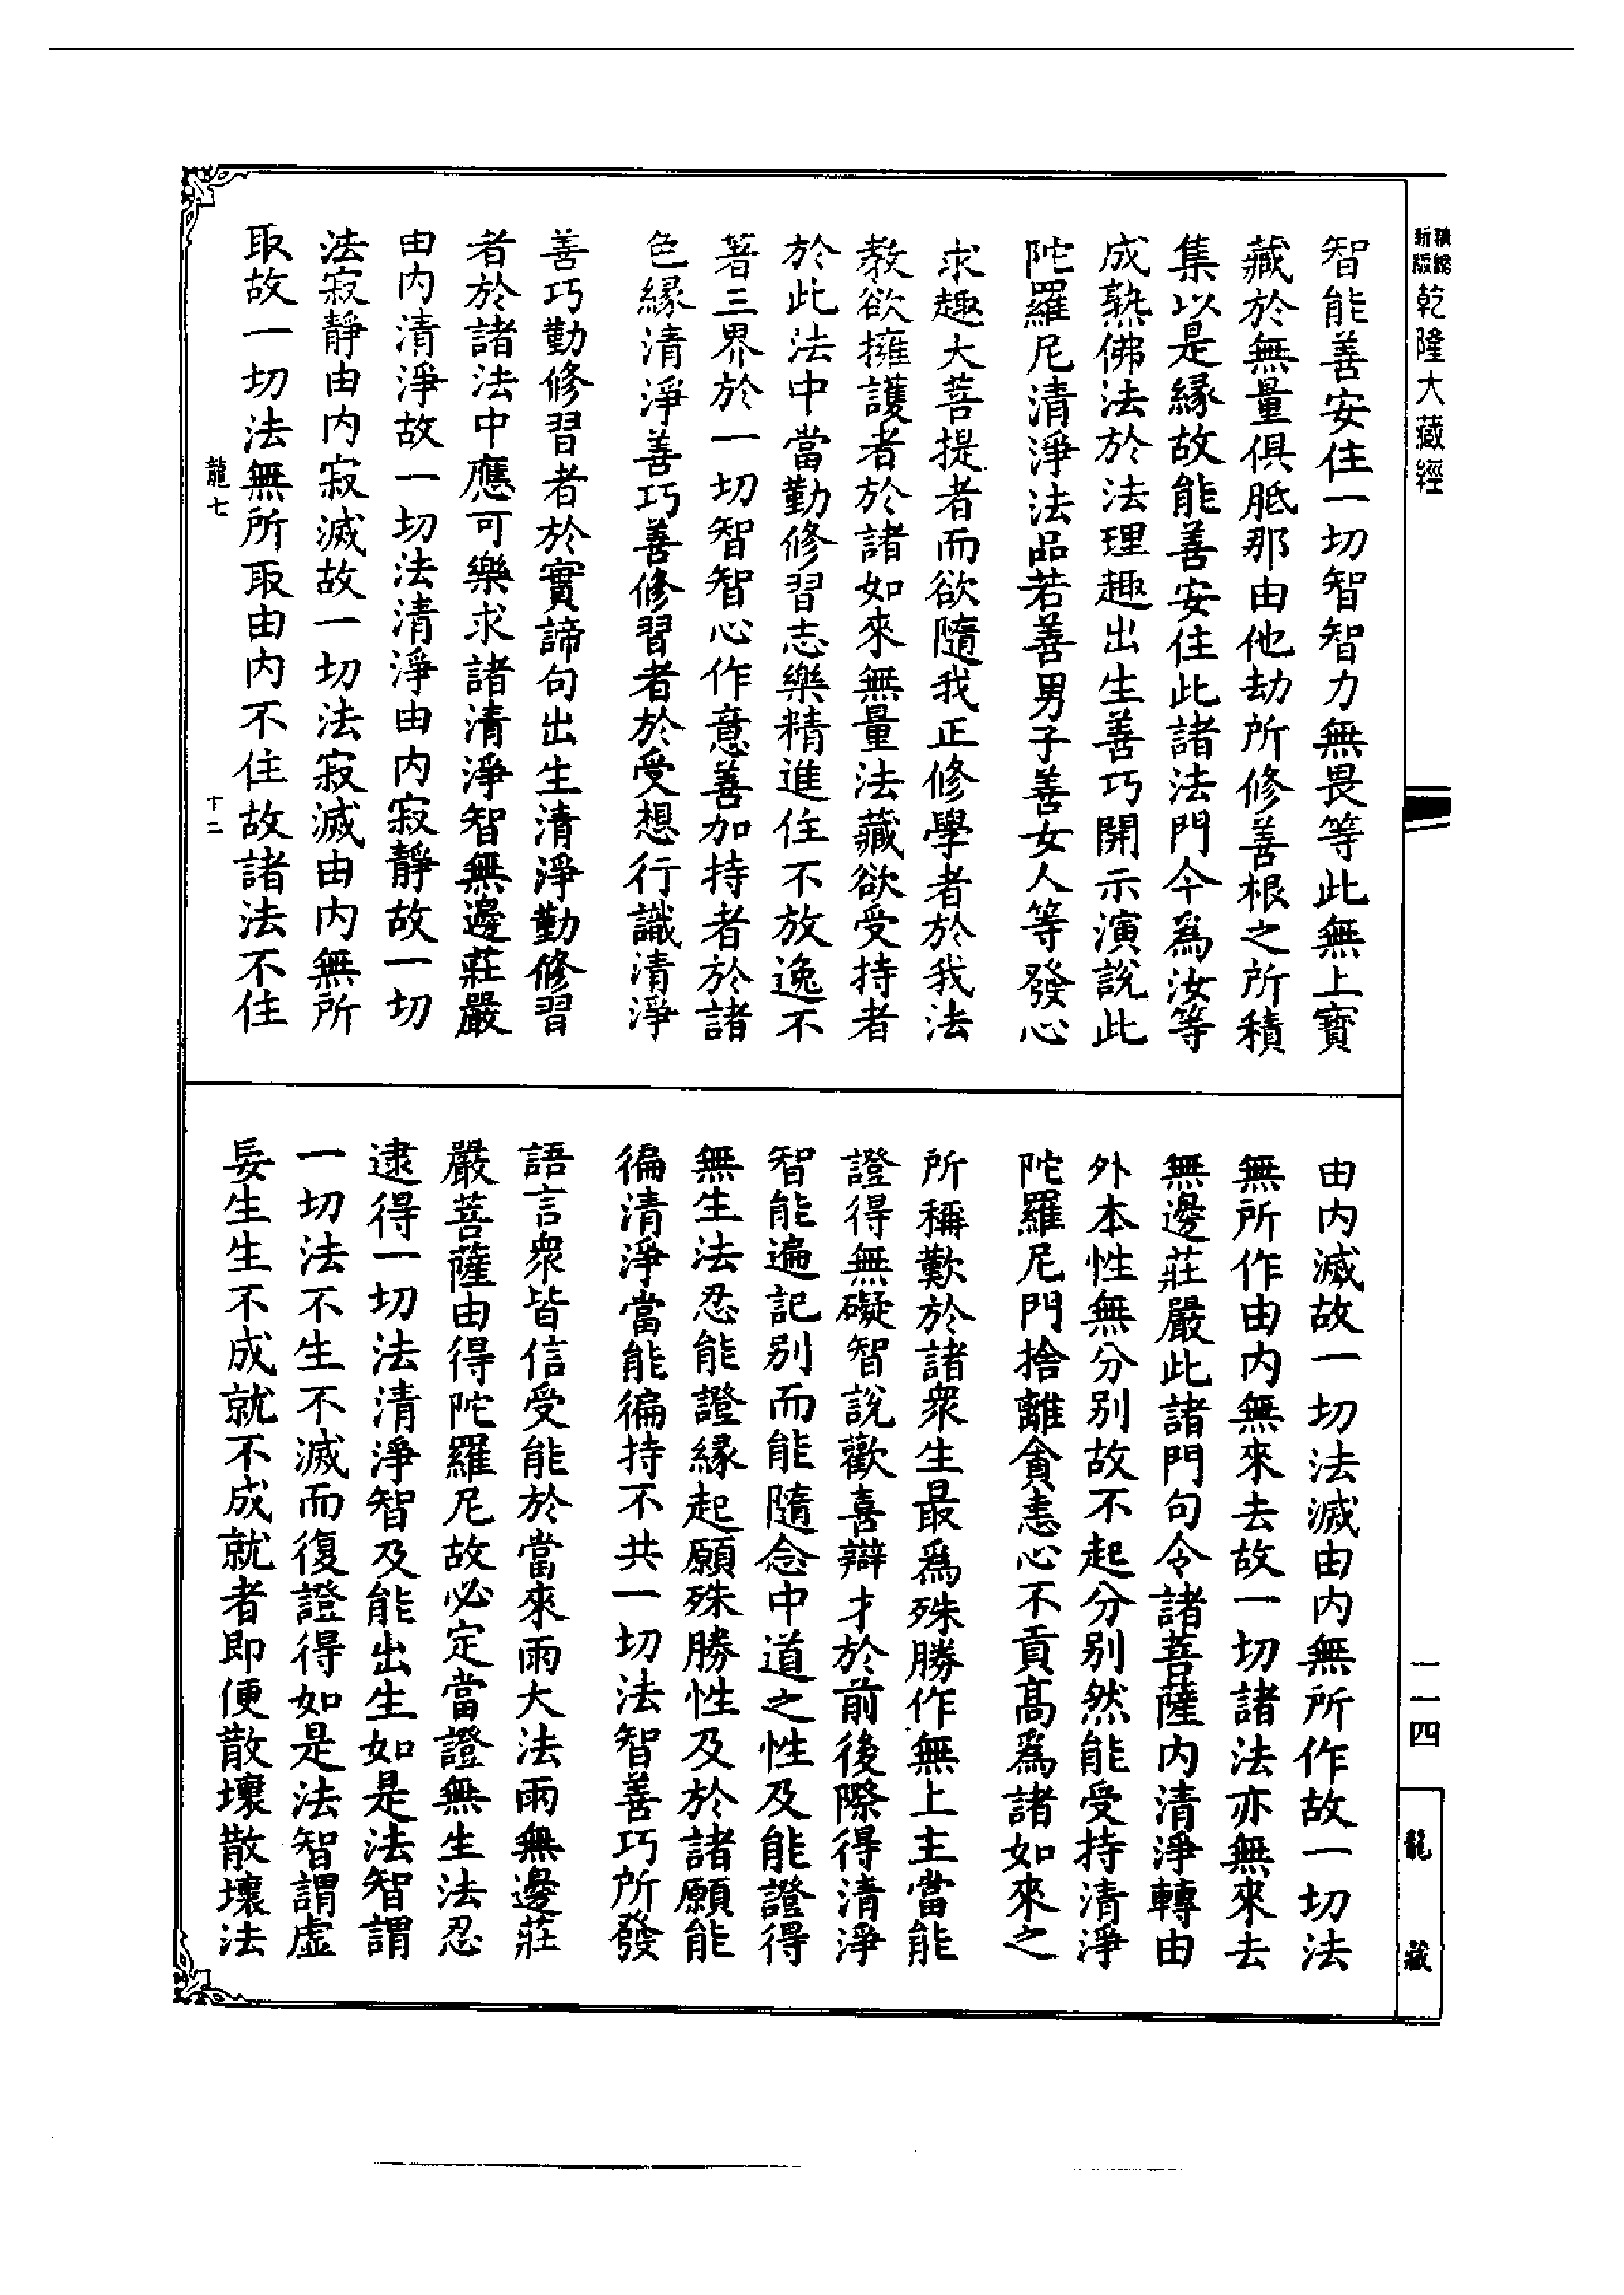 乾隆大藏經
智能善安住一切智智力無畏等此無上寶
藏於無量俱胝那由他劫所修善根之所積
集以是緣故能善安住此諸法門今為汝等
成熟佛法於法理趣出生善巧開示演說此
陀羅尼清淨法品若善男子善女人等發心
求趣大菩提者而欲隨我正修學者於我法
教欲擁護者於諸如來無量法藏欲受持者
於此法中當勤修習志樂精進住不放逸不
著三界於一切智智心作意善加持者於諸
色緣清淨善巧善修習者於受想行識清淨
善巧勤修習者於實諦句出生清淨勤修習
者於諸法中應可樂求諸清淨智無邊莊嚴
由內清淨故一切法清淨由內寂靜故一切
法寂靜由內寂滅故一切法寂滅由內無所
取故一切法無所取由內不住故諸法不住
龍七
十二
由內滅故一切法滅由內無所作故一切法
無所作由內無來去故一切諸法亦無來去
無邊莊嚴此諸門句令諸菩薩內清淨轉由
外本性無分別故不起分別然能受持清淨
陀羅尼門捨離貪恚心不貢高為諸如來之
所稱歎於諸眾生最為殊勝作無上主當能
證得無礙智說歡喜辯才於前後際得清淨
智能遍記別而能隨念中道之性及能證得
無生法忍能證緣起願殊勝性及於諸願能
徧清淨當能徧持不共一切法智善巧所發
語言眾皆信受能於當來雨大法雨無邊莊
嚴菩薩由得陀羅尼故必定當證無生法忍
逮得一切法清淨智及能出生如是法智謂
一切法不生不滅而復證得如是法智謂虛
妄生生不成就不成就者即便散壞散壞法
一一四
龍藏